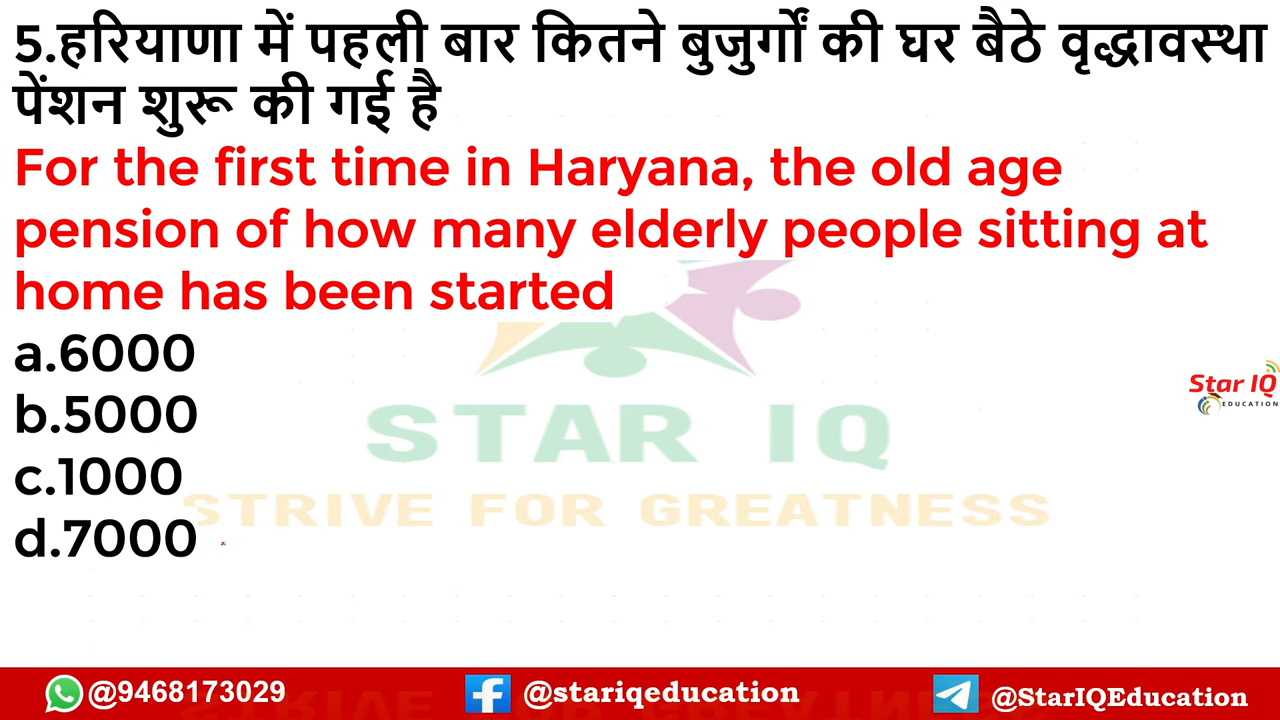 5.हरियाणा में पहली बार कितने बुजुर्गों की घर बैठे वृद्धावस्था
पेंशन शुरू की गई है
For the first time in Haryana, the old age
pension of how many elderly people sitting at
home has been started
a.6000
b.5000
c.1000
d.7000
STAR IQ
STRIVE FOR GREATNESS
Star IQ
EDUCATION
@9468173029
@stariqeducation
@StarIQEducation